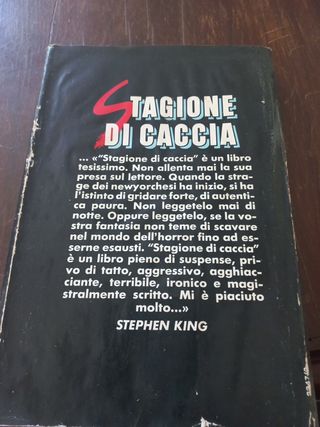 STAGIONE
DI CACCIA
... «"Stagione di caccia" è un libro
tesissimo. Non allenta mai la sua
presa sul lettore. Quando la stra-
ge dei newyorchesi ha inizio, si ha
l'istinto di gridare forte, di autenti-
ca paura. Non leggetelo mai di
notte. Oppure leggetelo, se la vo-
stra fantasia non teme di scavare
nel mondo dell'horror fino ad es-
serne esausti. "Stagione di caccia"
è un libro pieno di suspense, pri-
vo di tatto, aggressivo, agghiac-
ciante, terribile, ironico e magi-
stralmente scritto. Mi è piaciuto
molto...»
STEPHEN KING